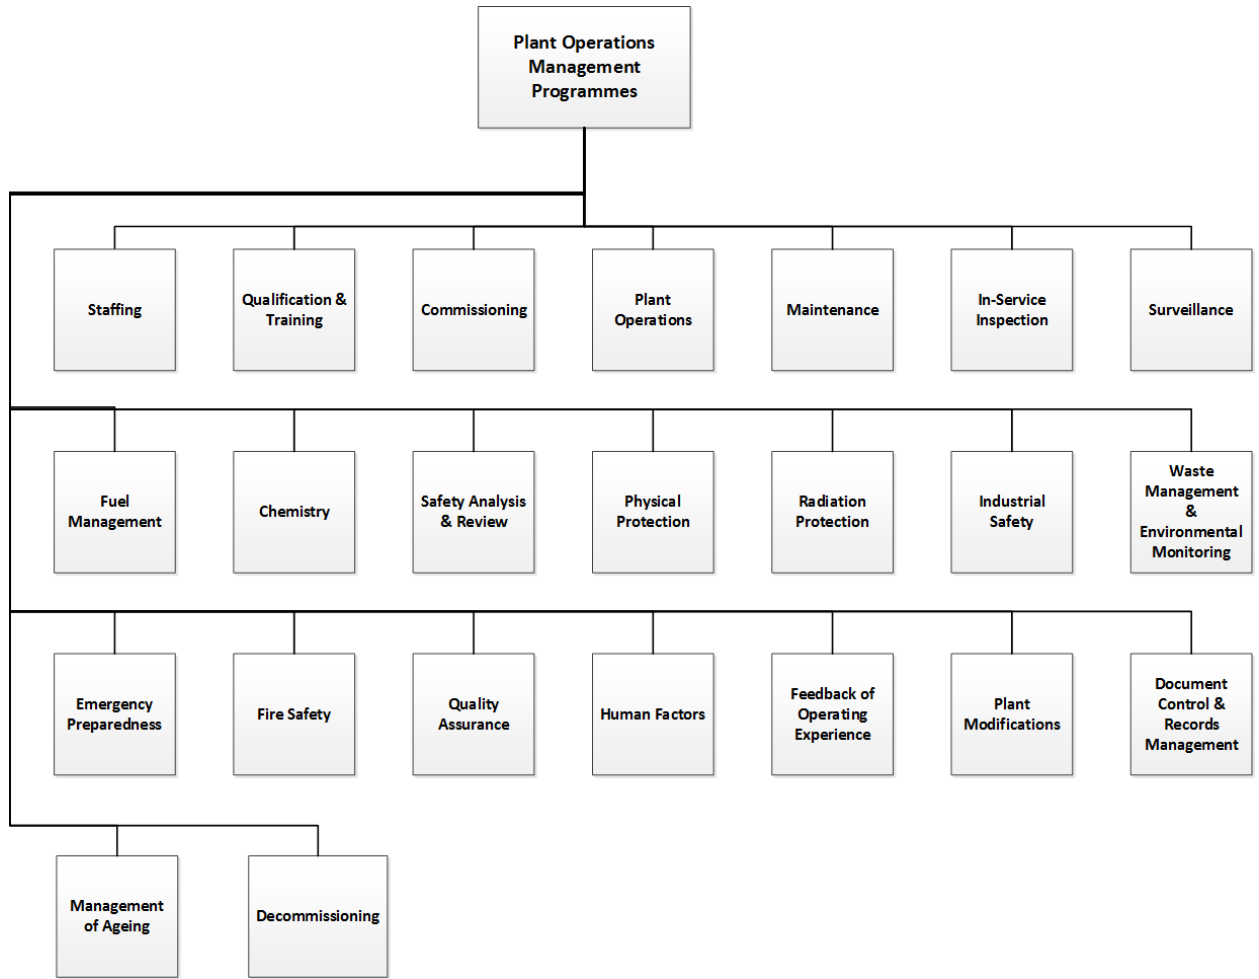 Plant Operations
Management
Programmes
Staffing
Qualification &
Training
Commissioning
Plant
Operations
Maintenance
In-Service
Inspection
Surveillance
Fuel
Management
Chemistry
Safety Analysis
& Review
Physical
Protection
Radiation
Protection
Industrial
Safety
Waste
Management
&
Environmental
Monitoring
Emergency
Preparedness
Fire Safety
Quality
Assurance
Human Factors
Feedback of
Operating
Experience
Plant
Modifications
Document
Control &
Records
Management
Management
of Ageing
Decommissioning